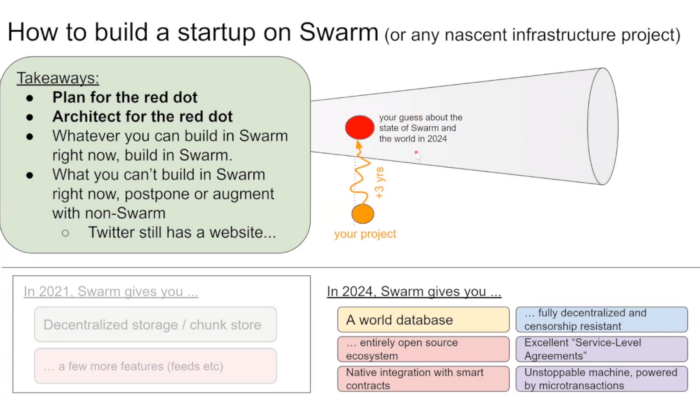 How to build a startup on Swarm (or any nascent infrastructure project)
Takeaways:
● Plan for the red dot
● Architect for the red dot
● Whatever you can build in Swarm
right now, build in Swarm.
● What you can't build in Swarm
right now, postpone or augment
with non-Swarm
○ Twitter still has a website...
your guess about the
state of Swarm and
the world in 2024
+3 yrs
your project
In 2021, Swarm gives you ...
Decentralized storage / chunk store
... a few more features (feeds etc)
In 2024, Swarm gives you ...
A world database
... fully decentralized and
censorship resistant
... entirely open source
ecosystem
Excellent “Service-Level
Agreements”
Native integration with smart
contracts
Unstoppable machine, powered
by microtransactions